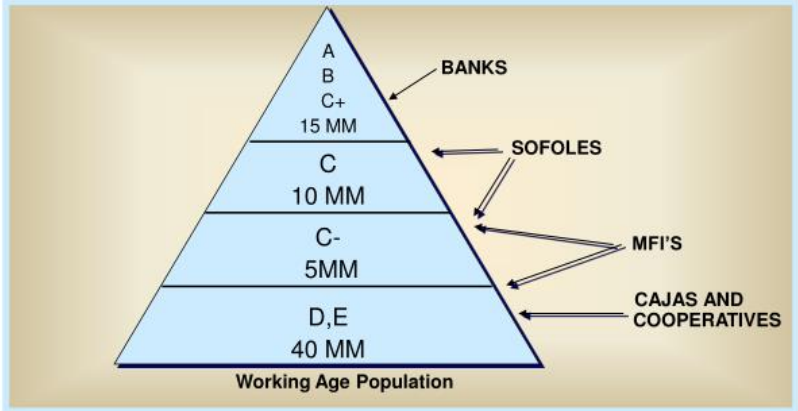 A
B
C+
15 MM
BANKS
C
10 MM
SOFOLES
C-
5MM
MFI'S
D,E
40 MM
CAJAS AND
COOPERATIVES
Working Age Population